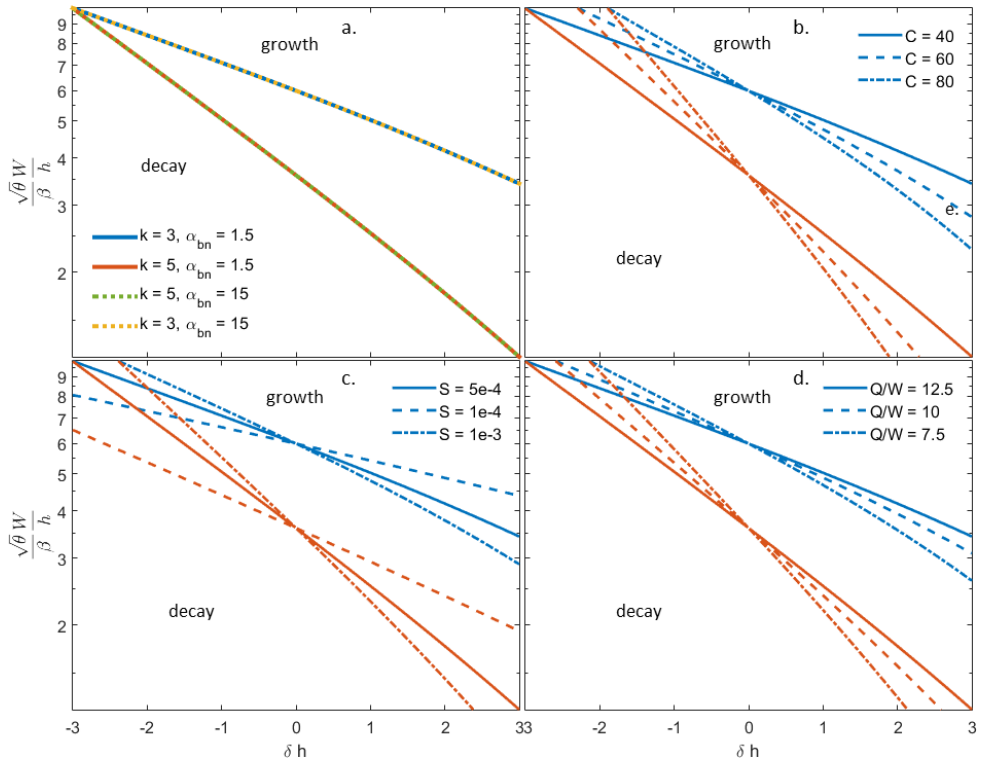 growth
a.
decay
k = 3, α_bn = 1.5
k = 5, α_bn = 1.5
k = 5, α_bn = 15
k = 3, α_bn = 15
9
8
7
6
5
4
3
2
√θ W
β h
growth
b.
C = 40
C = 60
C = 80
e.
decay
growth
c.
S = 5e-4
S = 1e-4
S = 1e-3
decay
9
8
7
6
5
4
3
2
√θ W
β h
-3 -2 -1 0 1 2 3
δ h
growth
d.
Q/W = 12.5
Q/W = 10
Q/W = 7.5
decay
3 -2 -1 0 1 2 3
δ h